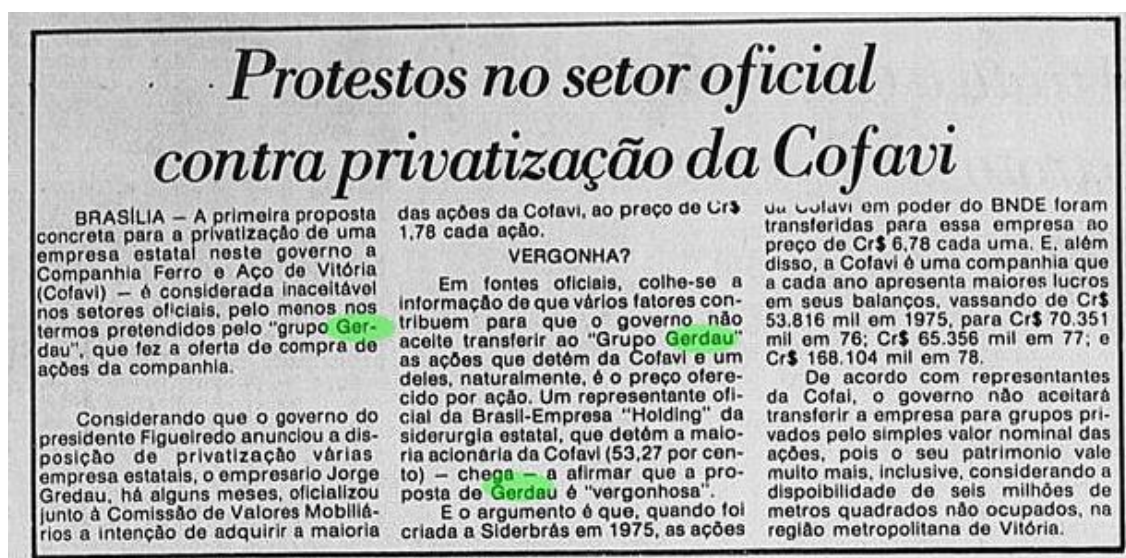 Protestos no setor oficial
contra privatização da Cofavi
BRASÍLIA — A primeira proposta
concreta para a privatização de uma
empresa estatal neste governo a
Companhia Ferro e Aço de Vitória
(Cofavi) — é considerada inaceitável
nos setores oficiais, pelo menos nos
termos pretendidos pelo "grupo Ger-
dau", que fez a oferta de compra de
ações da companhia.
Considerando que o governo do
presidente Figueiredo anunciou a dis-
posição de privatização várias
empresa estatais, o empresario Jorge
Gredau, há alguns meses, oficializou
junto à Comissão de Valores Mobiliá-
rios a intenção de adquirir a maioria
das ações da Cofavi, ao preço de Cr$
1,78 cada ação.
VERGONHA?
Em fontes oficiais, colhe-se a
informação de que vários fatores con-
tribuem para que o governo não
aceite transferir ao "Grupo Gerdau"
as ações que detêm da Cofavi e um
deles, naturalmente, é o preço ofere-
cido por ação. Um representante ofi-
cial da Brasil-Empresa "Holding" da
siderurgia estatal, que detêm a maio-
ria acionária da Cofavi (53,27 por cen-
to) — chega — a afirmar que a pro-
posta de Gerdau é "vergonhosa".
E o argumento é que, quando foi
criada a Siderbrás em 1975, as ações
da Cofavi em poder do BNDE foram
transferidas para essa empresa ao
preço de Cr$ 6,78 cada uma. E, além
disso, a Cofavi é uma companhia que
a cada ano apresenta maiores lucros
em seus balanços, vassando de Cr$
53.816 mil em 1975, para Cr$ 70.351
mil em 76; Cr$ 65.356 mil em 77; e
Cr$ 168.104 mil em 78.
De acordo com representantes
da Cofai, o governo não aceitará
transferir a empresa para grupos pri-
vados pelo simples valor nominal das
ações, pois o seu patrimonio vale
muito mais, inclusive, considerando a
dispoibilidade de seis milhões de
metros quadrados não ocupados, na
região metropolitana de Vitória.